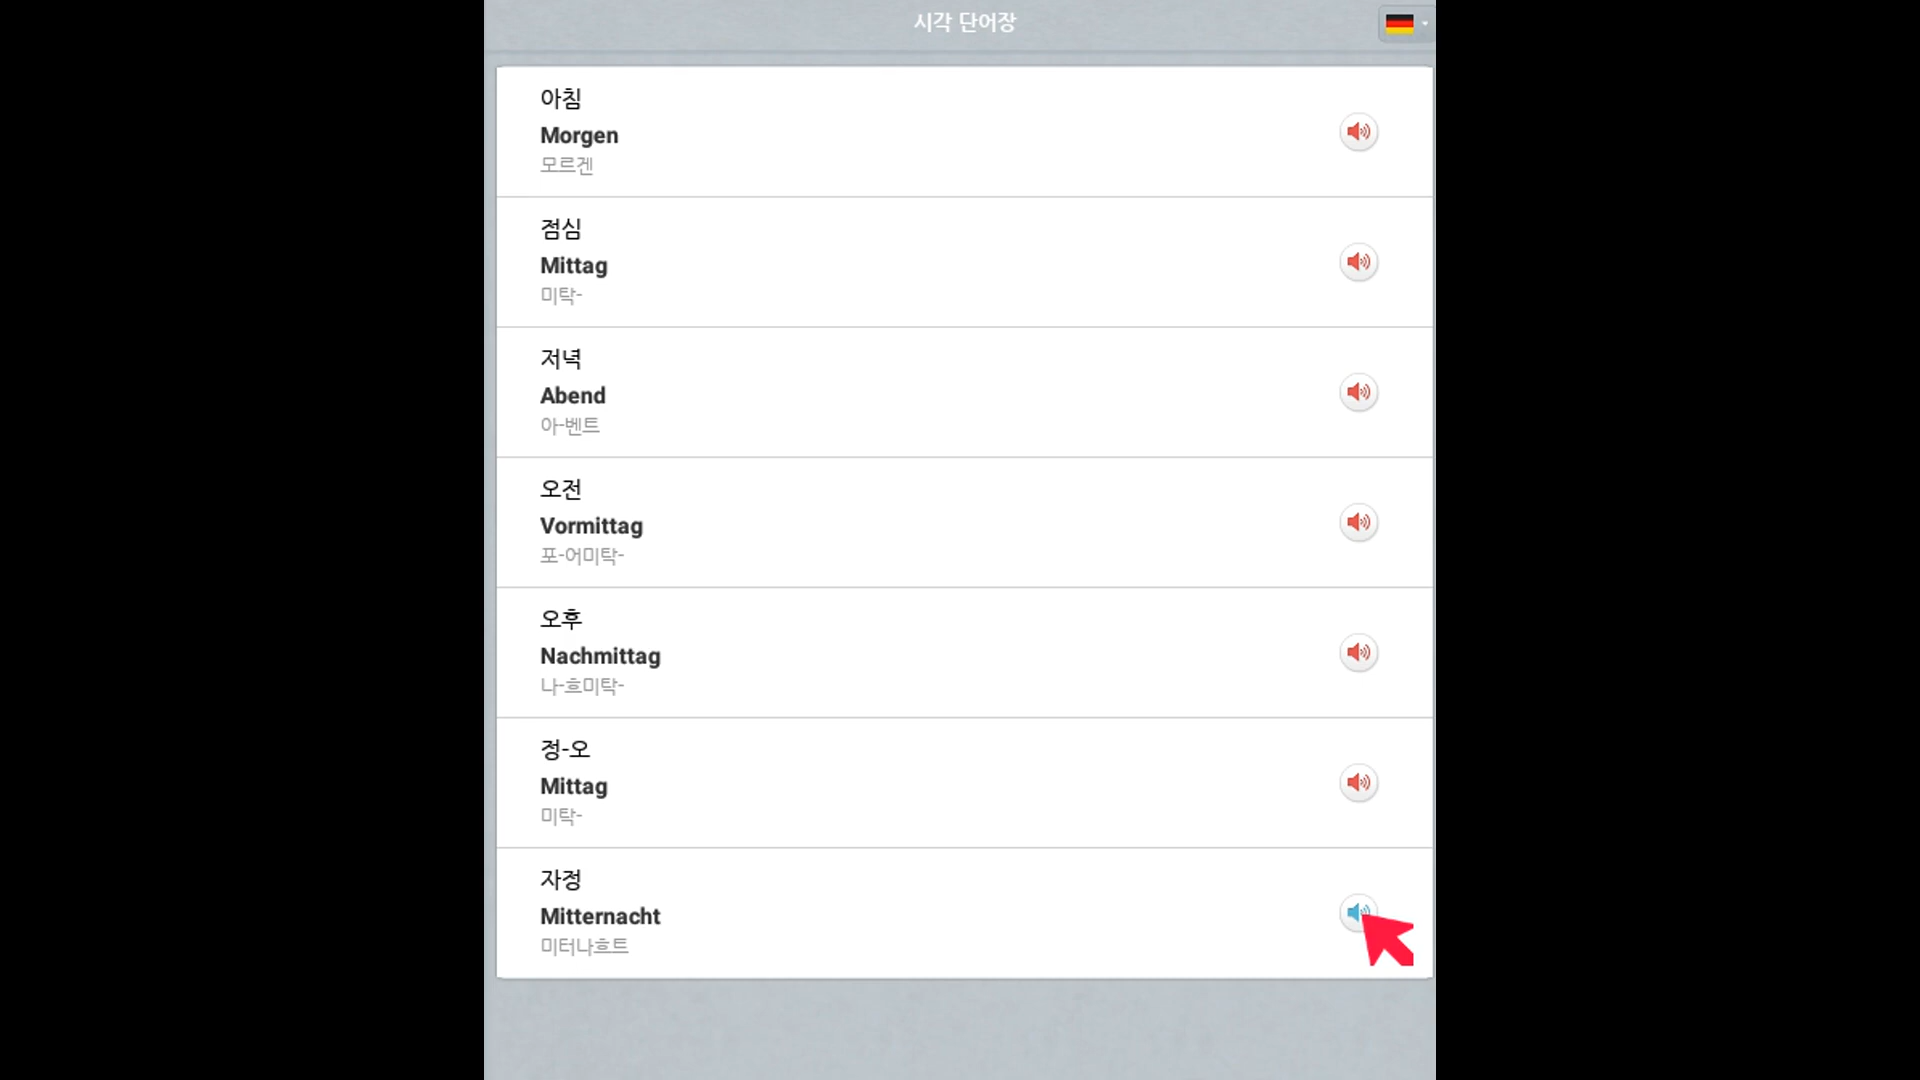 시각 단어장
아침
Morgen
모르겐
점심
Mittag
미탁-
저녁
Abend
아-벤트
오전
Vormittag
포-어미탁-
오후
Nachmittag
나-흐미탁-
정-오
Mittag
미탁-
자정
Mitternacht
미터나흐트